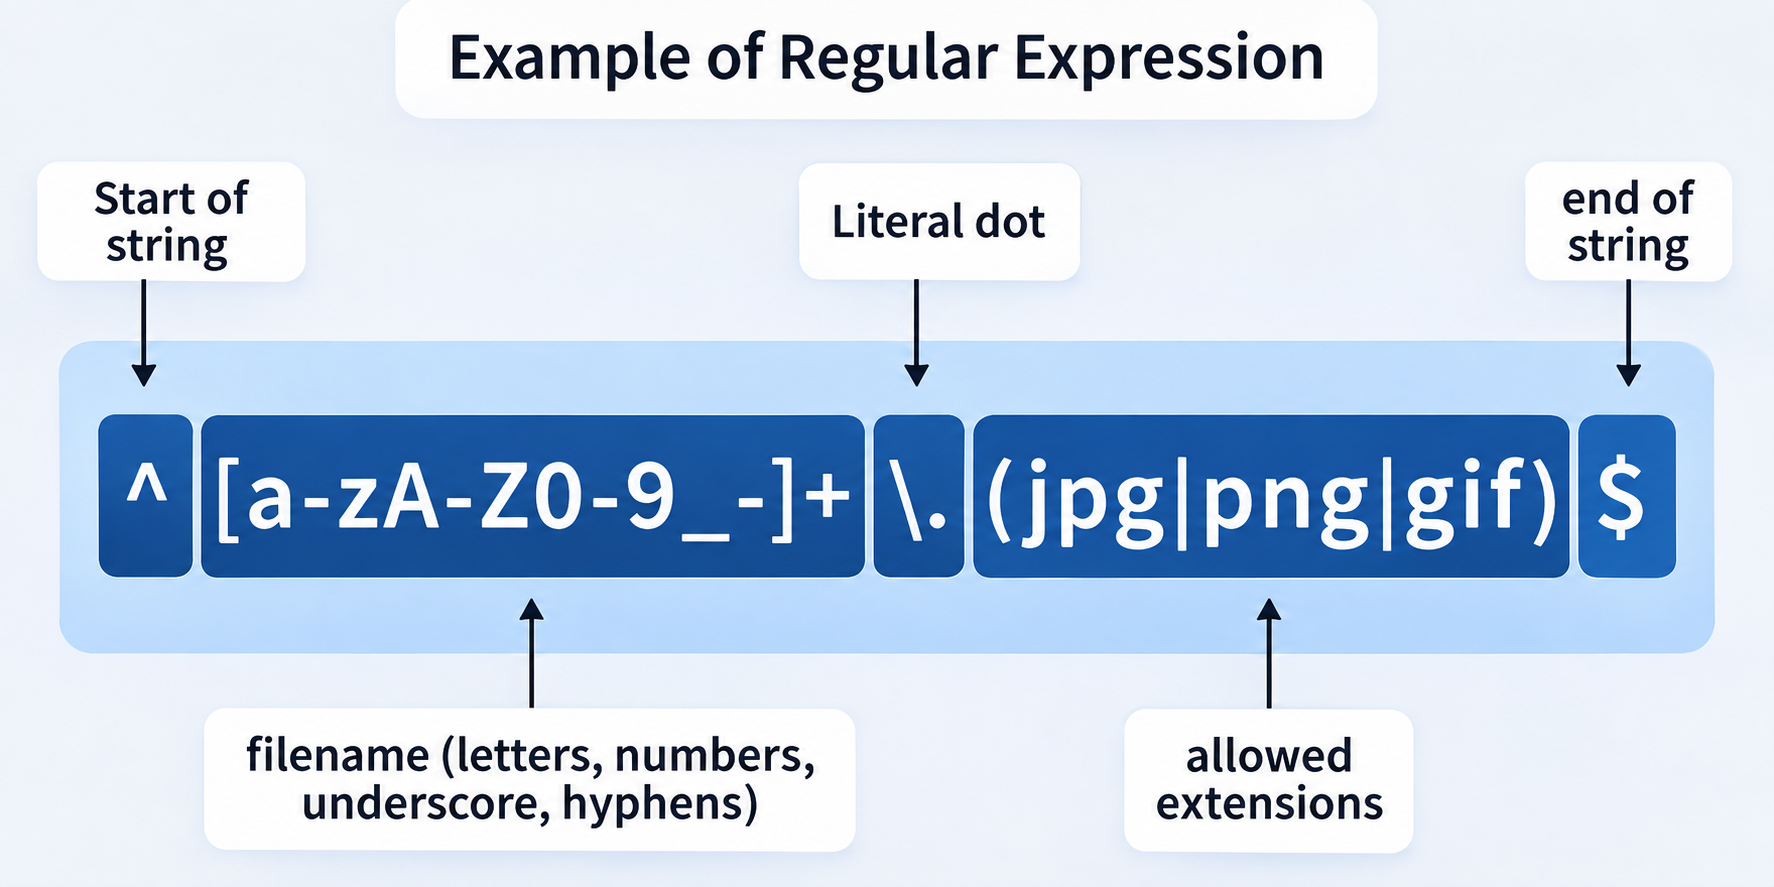 Example of Regular Expression
Start of
string
Literal dot
end of
string
^[a-zA-Z0-9_-]+\.(jpg|png|gif)$
filename (letters, numbers,
underscore, hyphens)
allowed
extensions